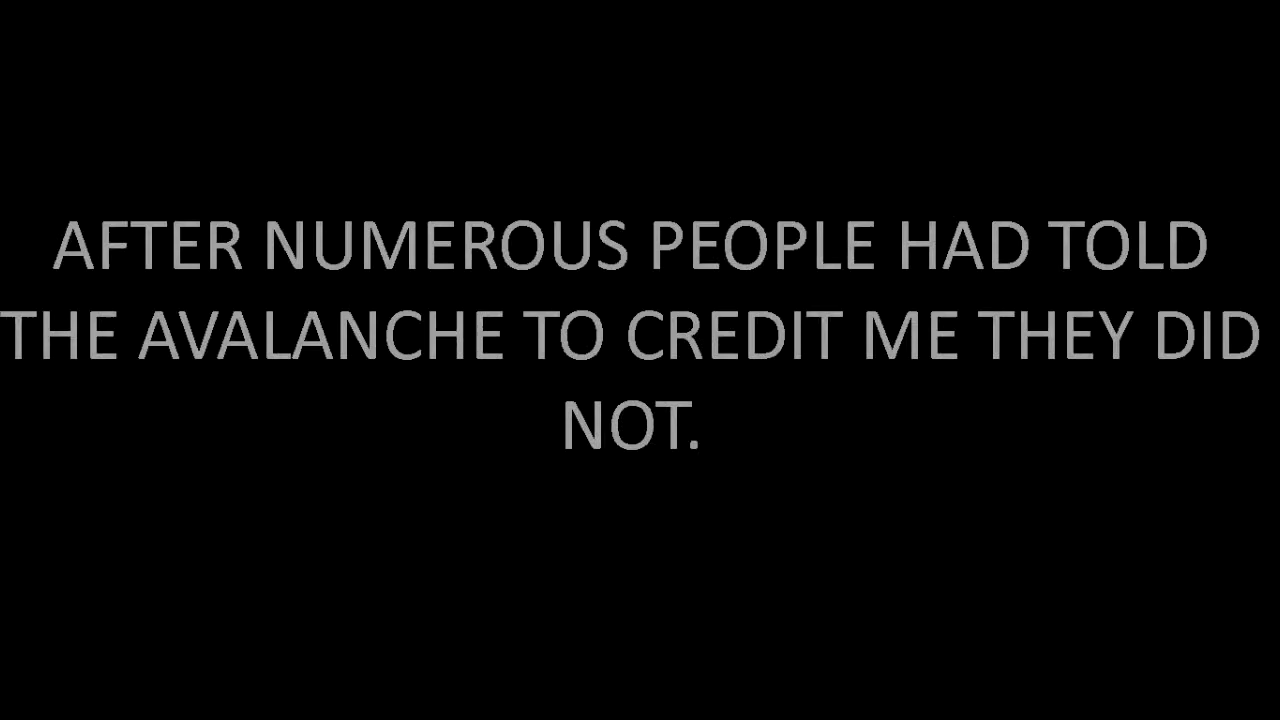 AFTER NUMEROUS PEOPLE HAD TOLD
THE AVALANCHE TO CREDIT ME THEY DID
NOT.